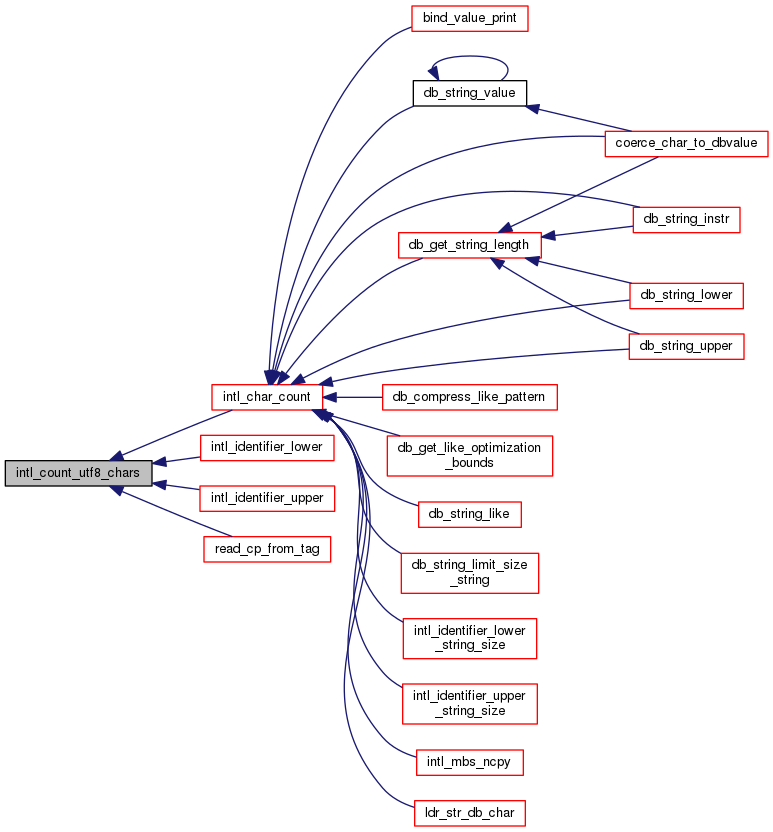 bind_value_print
db_string_value
coerce_char_to_dbvalue
db_string_instr
db_get_string_length
db_string_lower
db_string_upper
intl_char_count
db_compress_like_pattern
intl_identifier_lower
db_get_like_optimization
_bounds
intl_count_utf8_chars
intl_identifier_upper
db_string_like
read_cp_from_tag
db_string_limit_size
_string
intl_identifier_lower
_string_size
intl_identifier_upper
_string_size
intl_mbs_ncpy
ldr_str_db_char